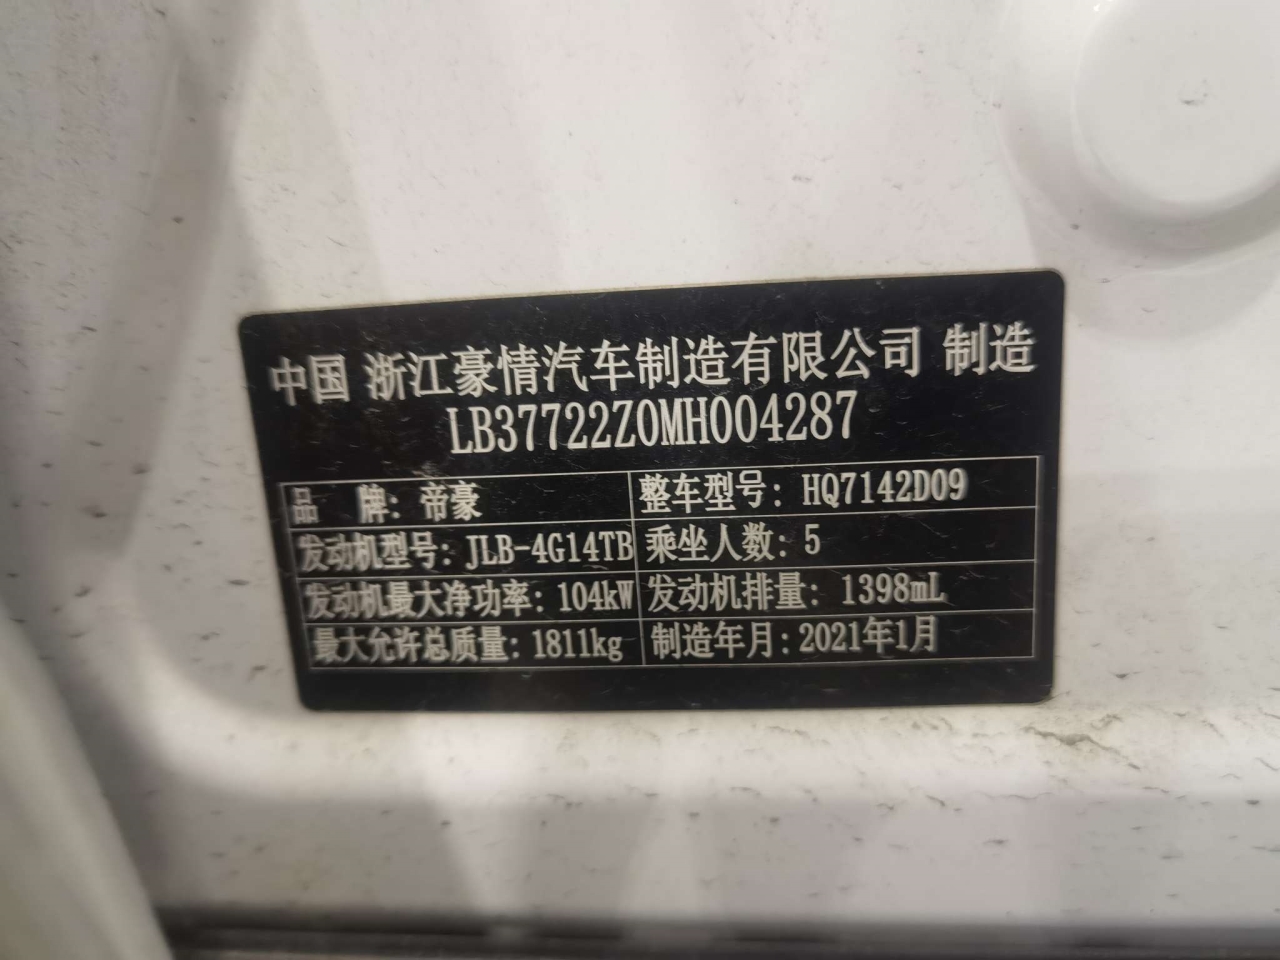 中国 浙江豪情汽车制造有限公司 制造
LB37722Z0MH004287
品 牌: 帝豪 整车型号: HQ7142D09
发动机型号: JLB-4G14TB 乘坐人数: 5
发动机最大净功率: 104kW 发动机排量: 1398mL
最大允许总质量: 1811kg 制造年月: 2021年1月